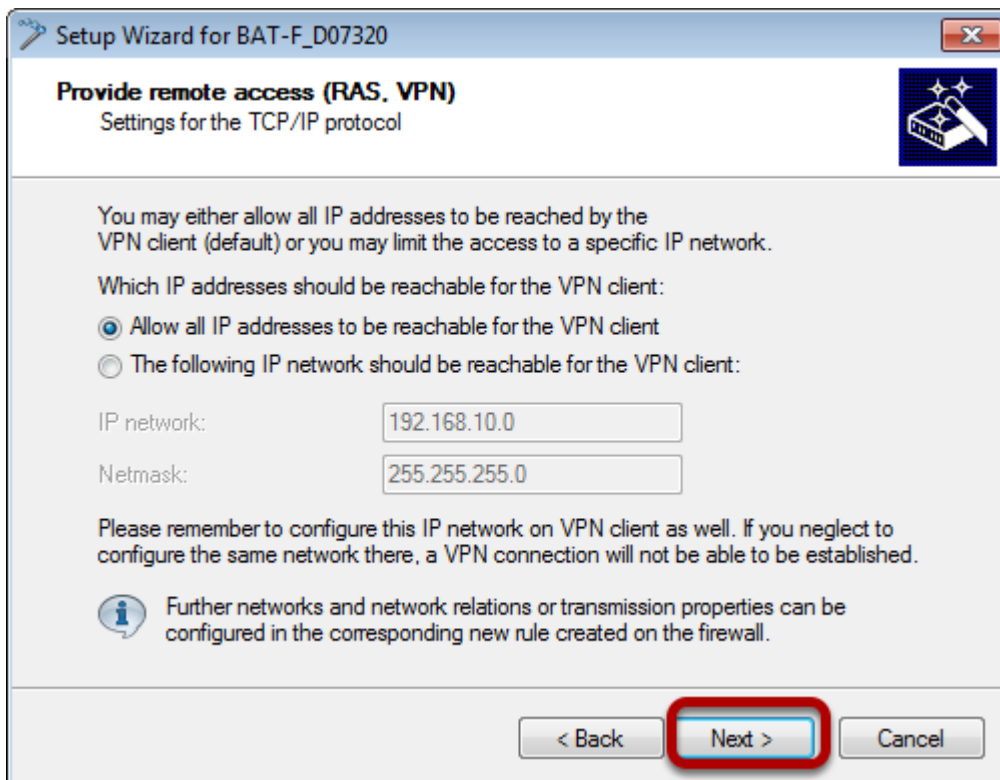 Setup Wizard for BAT-F_D07320
Provide remote access (RAS, VPN)
Settings for the TCP/IP protocol
You may either allow all IP addresses to be reached by the
VPN client (default) or you may limit the access to a specific IP network.
Which IP addresses should be reachable for the VPN client:
Allow all IP addresses to be reachable for the VPN client
The following IP network should be reachable for the VPN client:
IP network: 192.168.10.0
Netmask: 255.255.255.0
Please remember to configure this IP network on VPN client as well. If you neglect to
configure the same network there, a VPN connection will not be able to be established.
Further networks and network relations or transmission properties can be
configured in the corresponding new rule created on the firewall.
< Back Next > Cancel